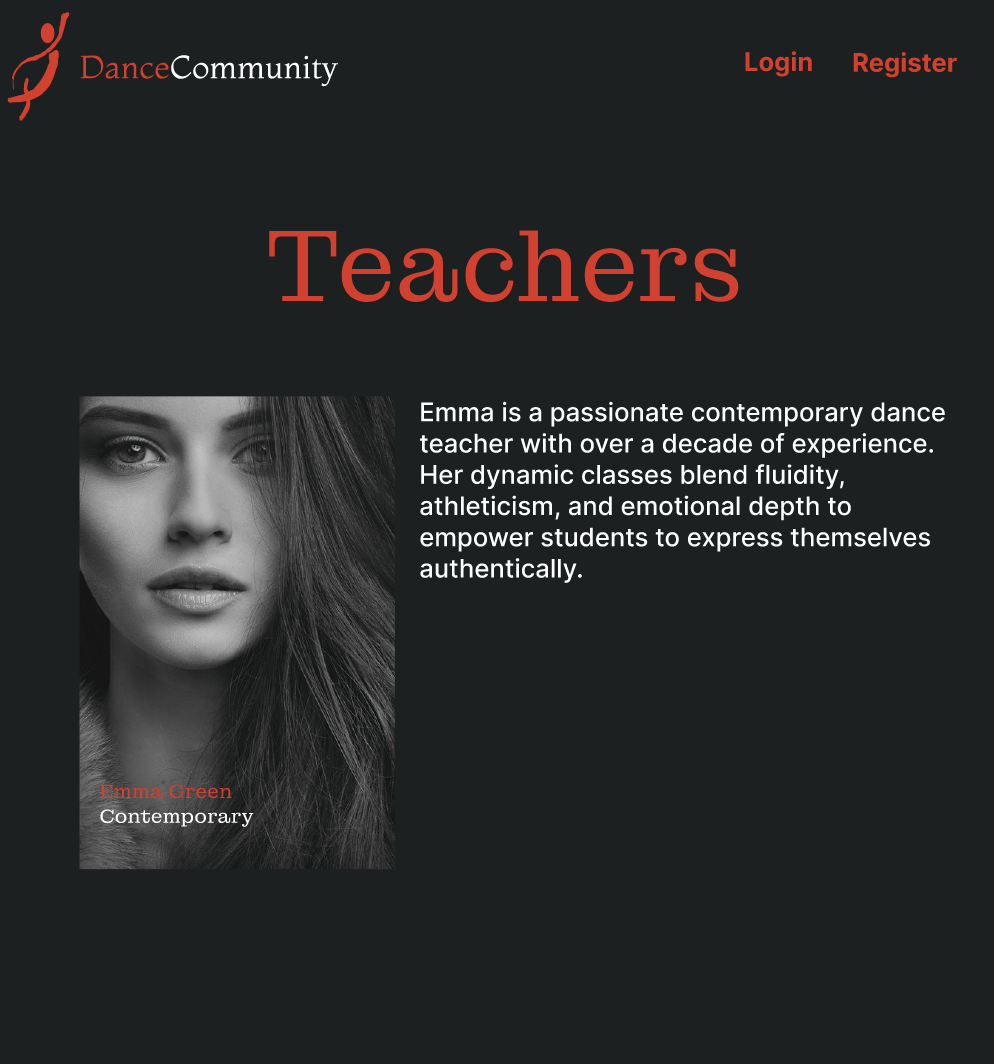 DanceCommunity
Login Register
Teachers
Emma is a passionate contemporary dance
teacher with over a decade of experience.
Her dynamic classes blend fluidity,
athleticism, and emotional depth to
empower students to express themselves
authentically.
Emma Green
Contemporary